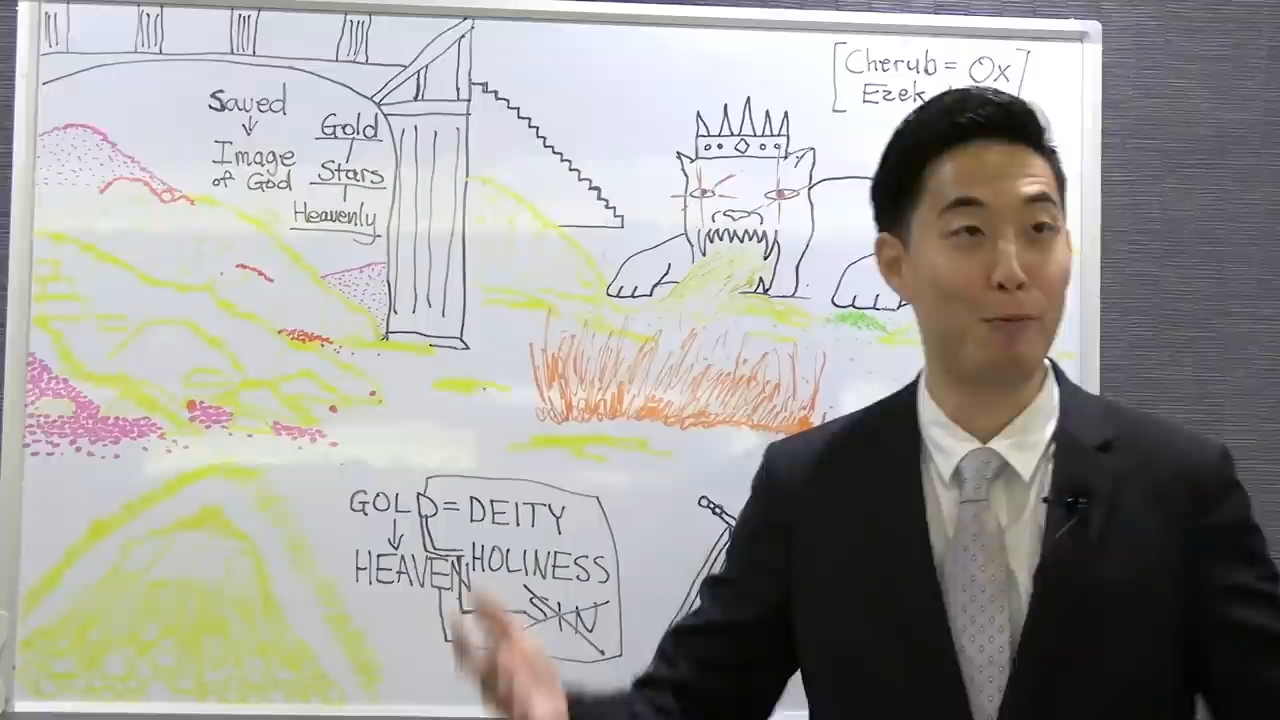 Saved
Image
of God
Gold
Stars
Heavenly
[Cherub = Ox]
Ezek
GOLD = DEITY
HEAVEN
HOLINESS
SIN